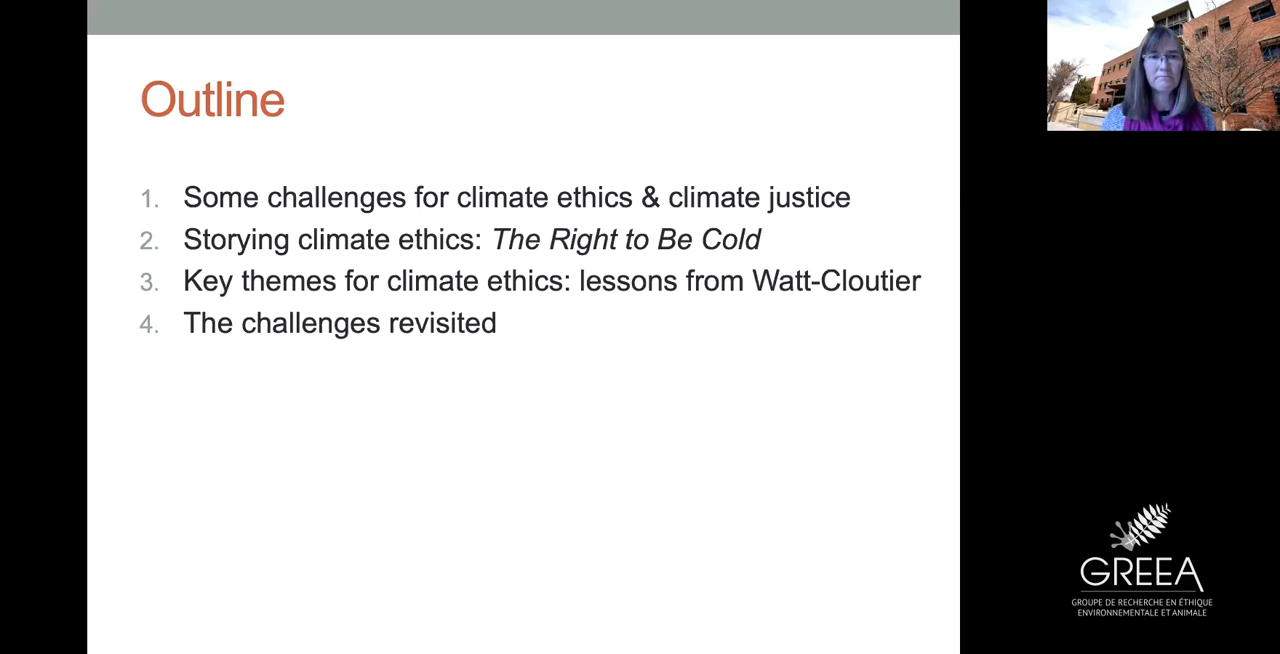 Outline
1. Some challenges for climate ethics & climate justice
2. Storying climate ethics: The Right to Be Cold
3. Key themes for climate ethics: lessons from Watt-Cloutier
4. The challenges revisited
GREEA
GROUPE DE RECHERCHE EN ÉTHIQUE
ENVIRONNEMENTALE ET ANIMALE